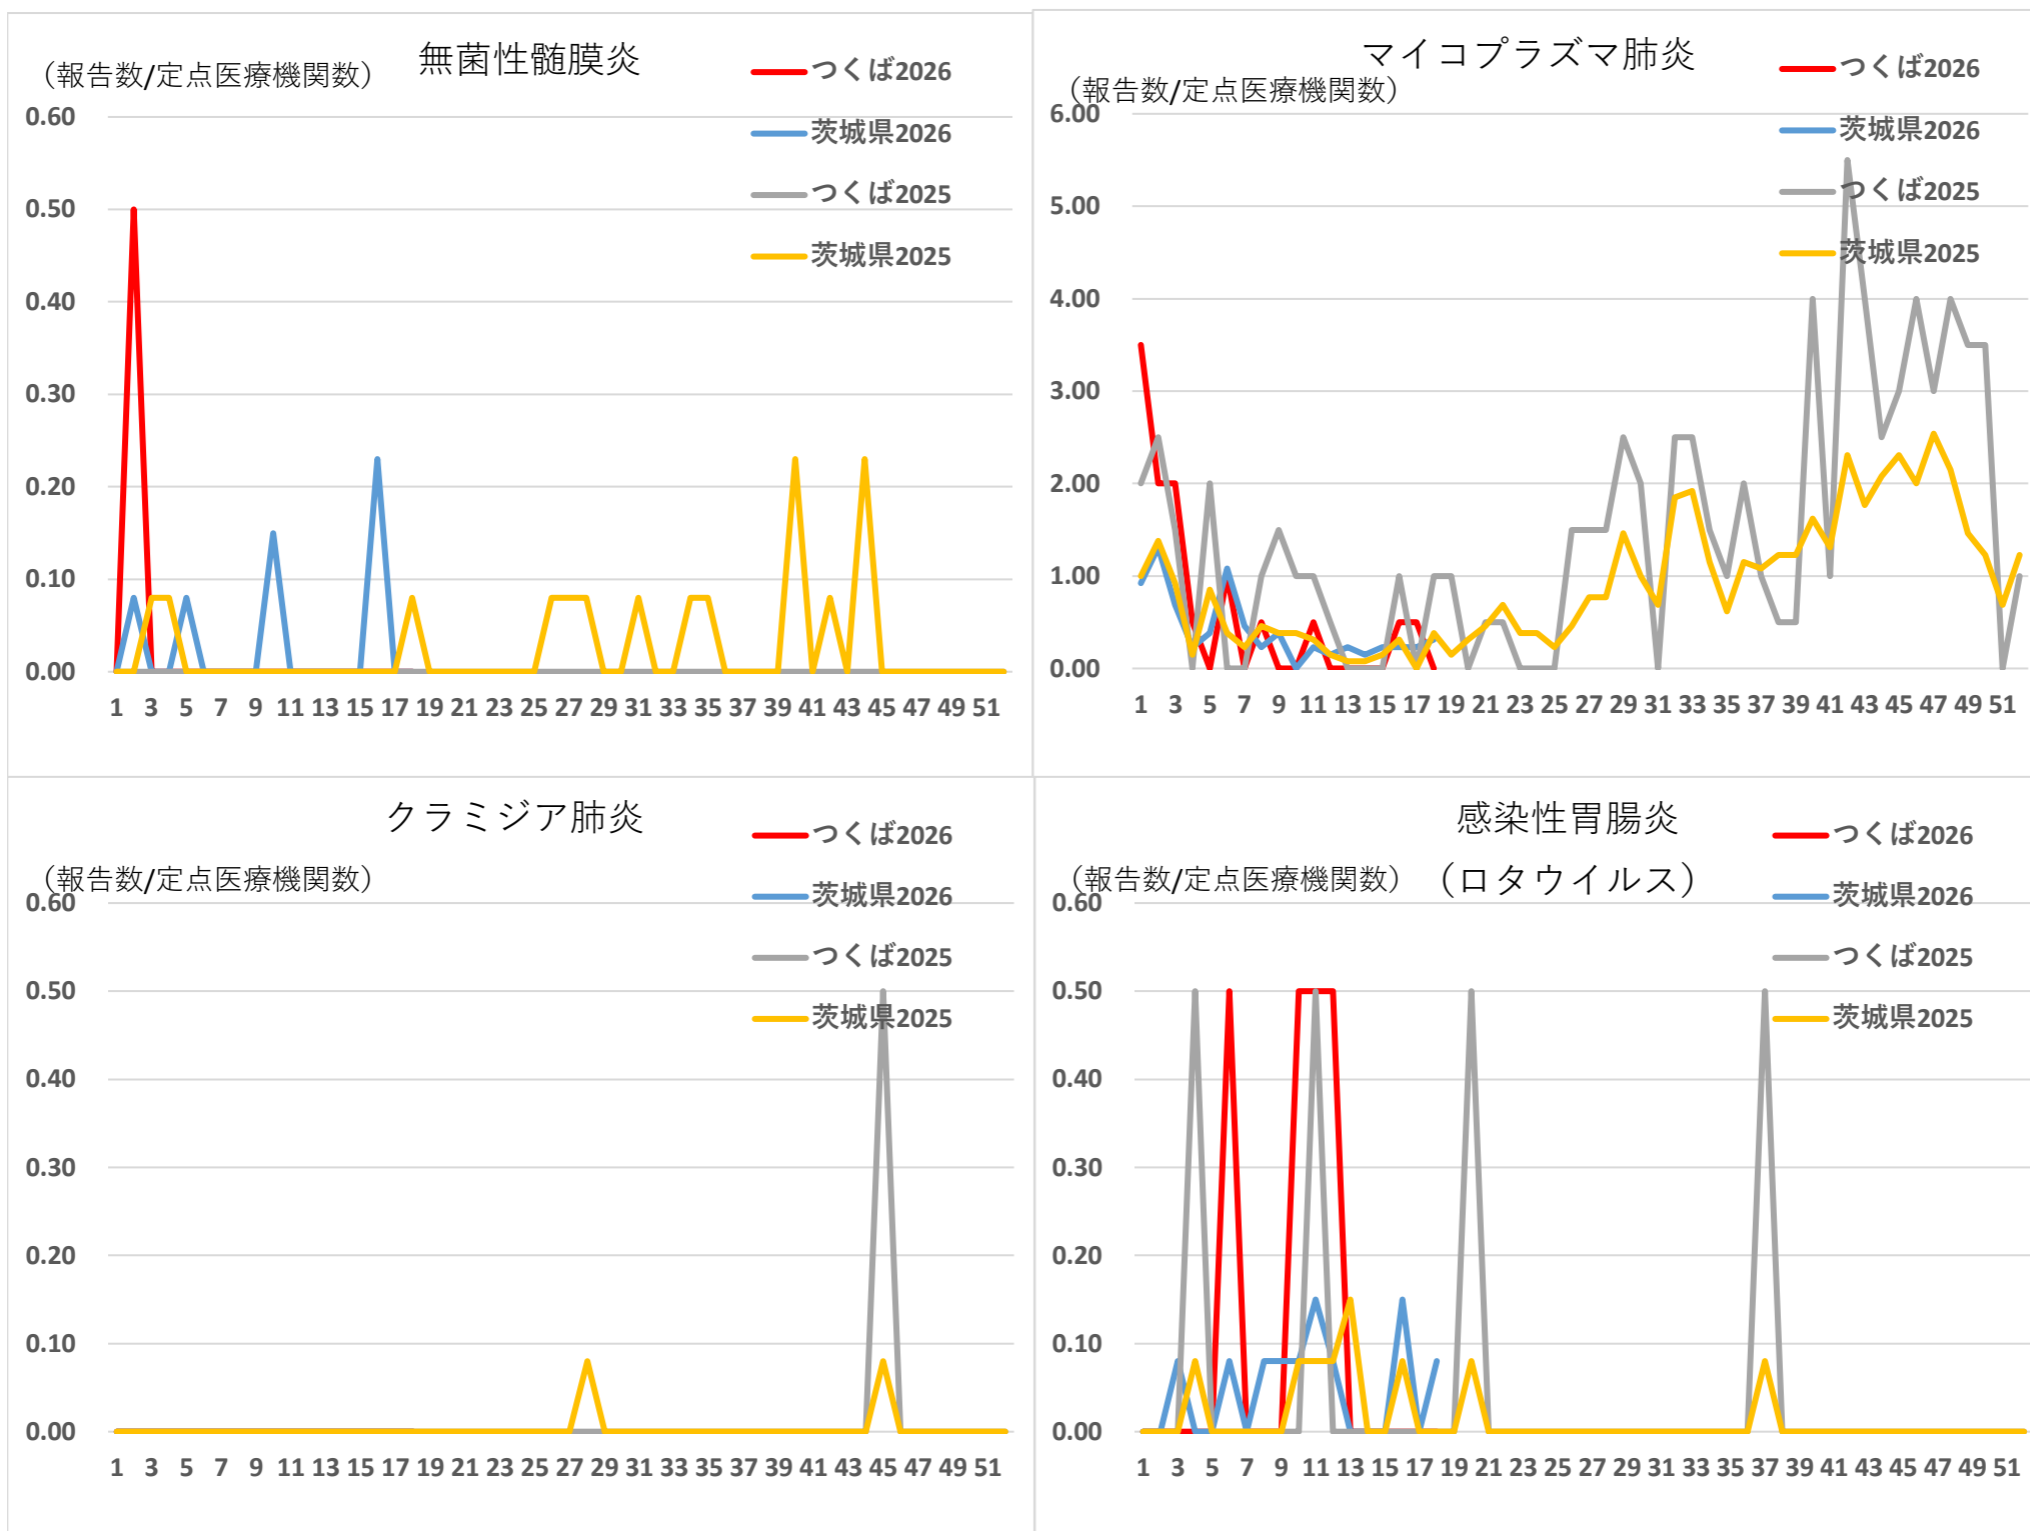 無菌性髄膜炎
（報告数/定点医療機関数）
つくば2026
茨城県2026
つくば2025
茨城県2025
0.60
0.50
0.40
0.30
0.20
0.10
0.00
1 3 5 7 9 11 13 15 17 19 21 23 25 27 29 31 33 35 37 39 41 43 45 47 49 51
マイコプラズマ肺炎
（報告数/定点医療機関数）
つくば2026
茨城県2026
つくば2025
茨城県2025
6.00
5.00
4.00
3.00
2.00
1.00
0.00
1 3 5 7 9 11 13 15 17 19 21 23 25 27 29 31 33 35 37 39 41 43 45 47 49 51
クラミジア肺炎
（報告数/定点医療機関数）
つくば2026
茨城県2026
つくば2025
茨城県2025
0.60
0.50
0.40
0.30
0.20
0.10
0.00
1 3 5 7 9 11 13 15 17 19 21 23 25 27 29 31 33 35 37 39 41 43 45 47 49 51
感染性胃腸炎
（ロタウイルス）
（報告数/定点医療機関数）
つくば2026
茨城県2026
つくば2025
茨城県2025
0.60
0.50
0.40
0.30
0.20
0.10
0.00
1 3 5 7 9 11 13 15 17 19 21 23 25 27 29 31 33 35 37 39 41 43 45 47 49 51